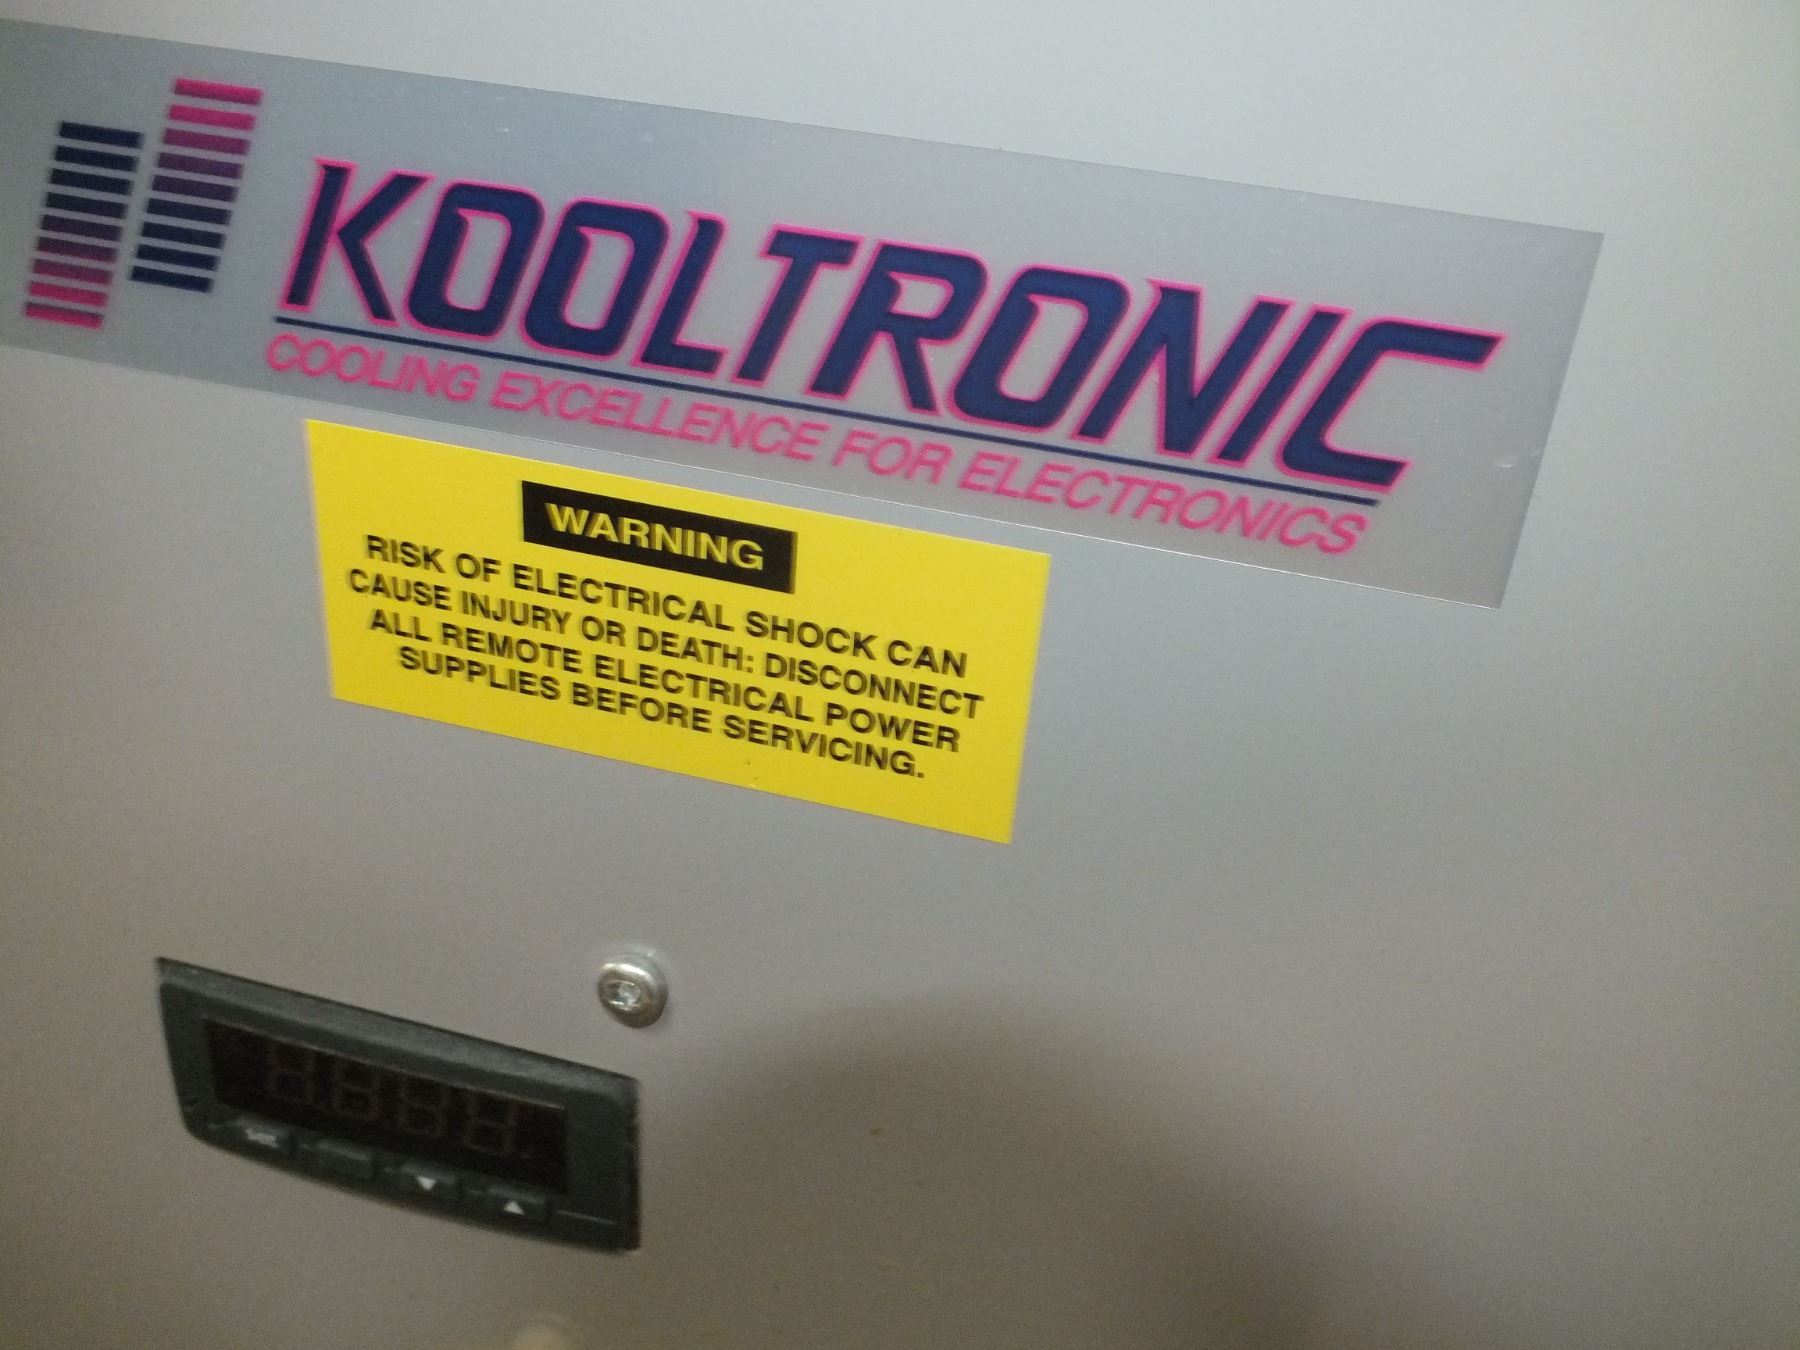 KOOLTRONIC
COOLING EXCELLENCE FOR ELECTRONICS
WARNING
RISK OF ELECTRICAL SHOCK CAN
CAUSE INJURY OR DEATH: DISCONNECT
ALL REMOTE ELECTRICAL POWER
SUPPLIES BEFORE SERVICING.